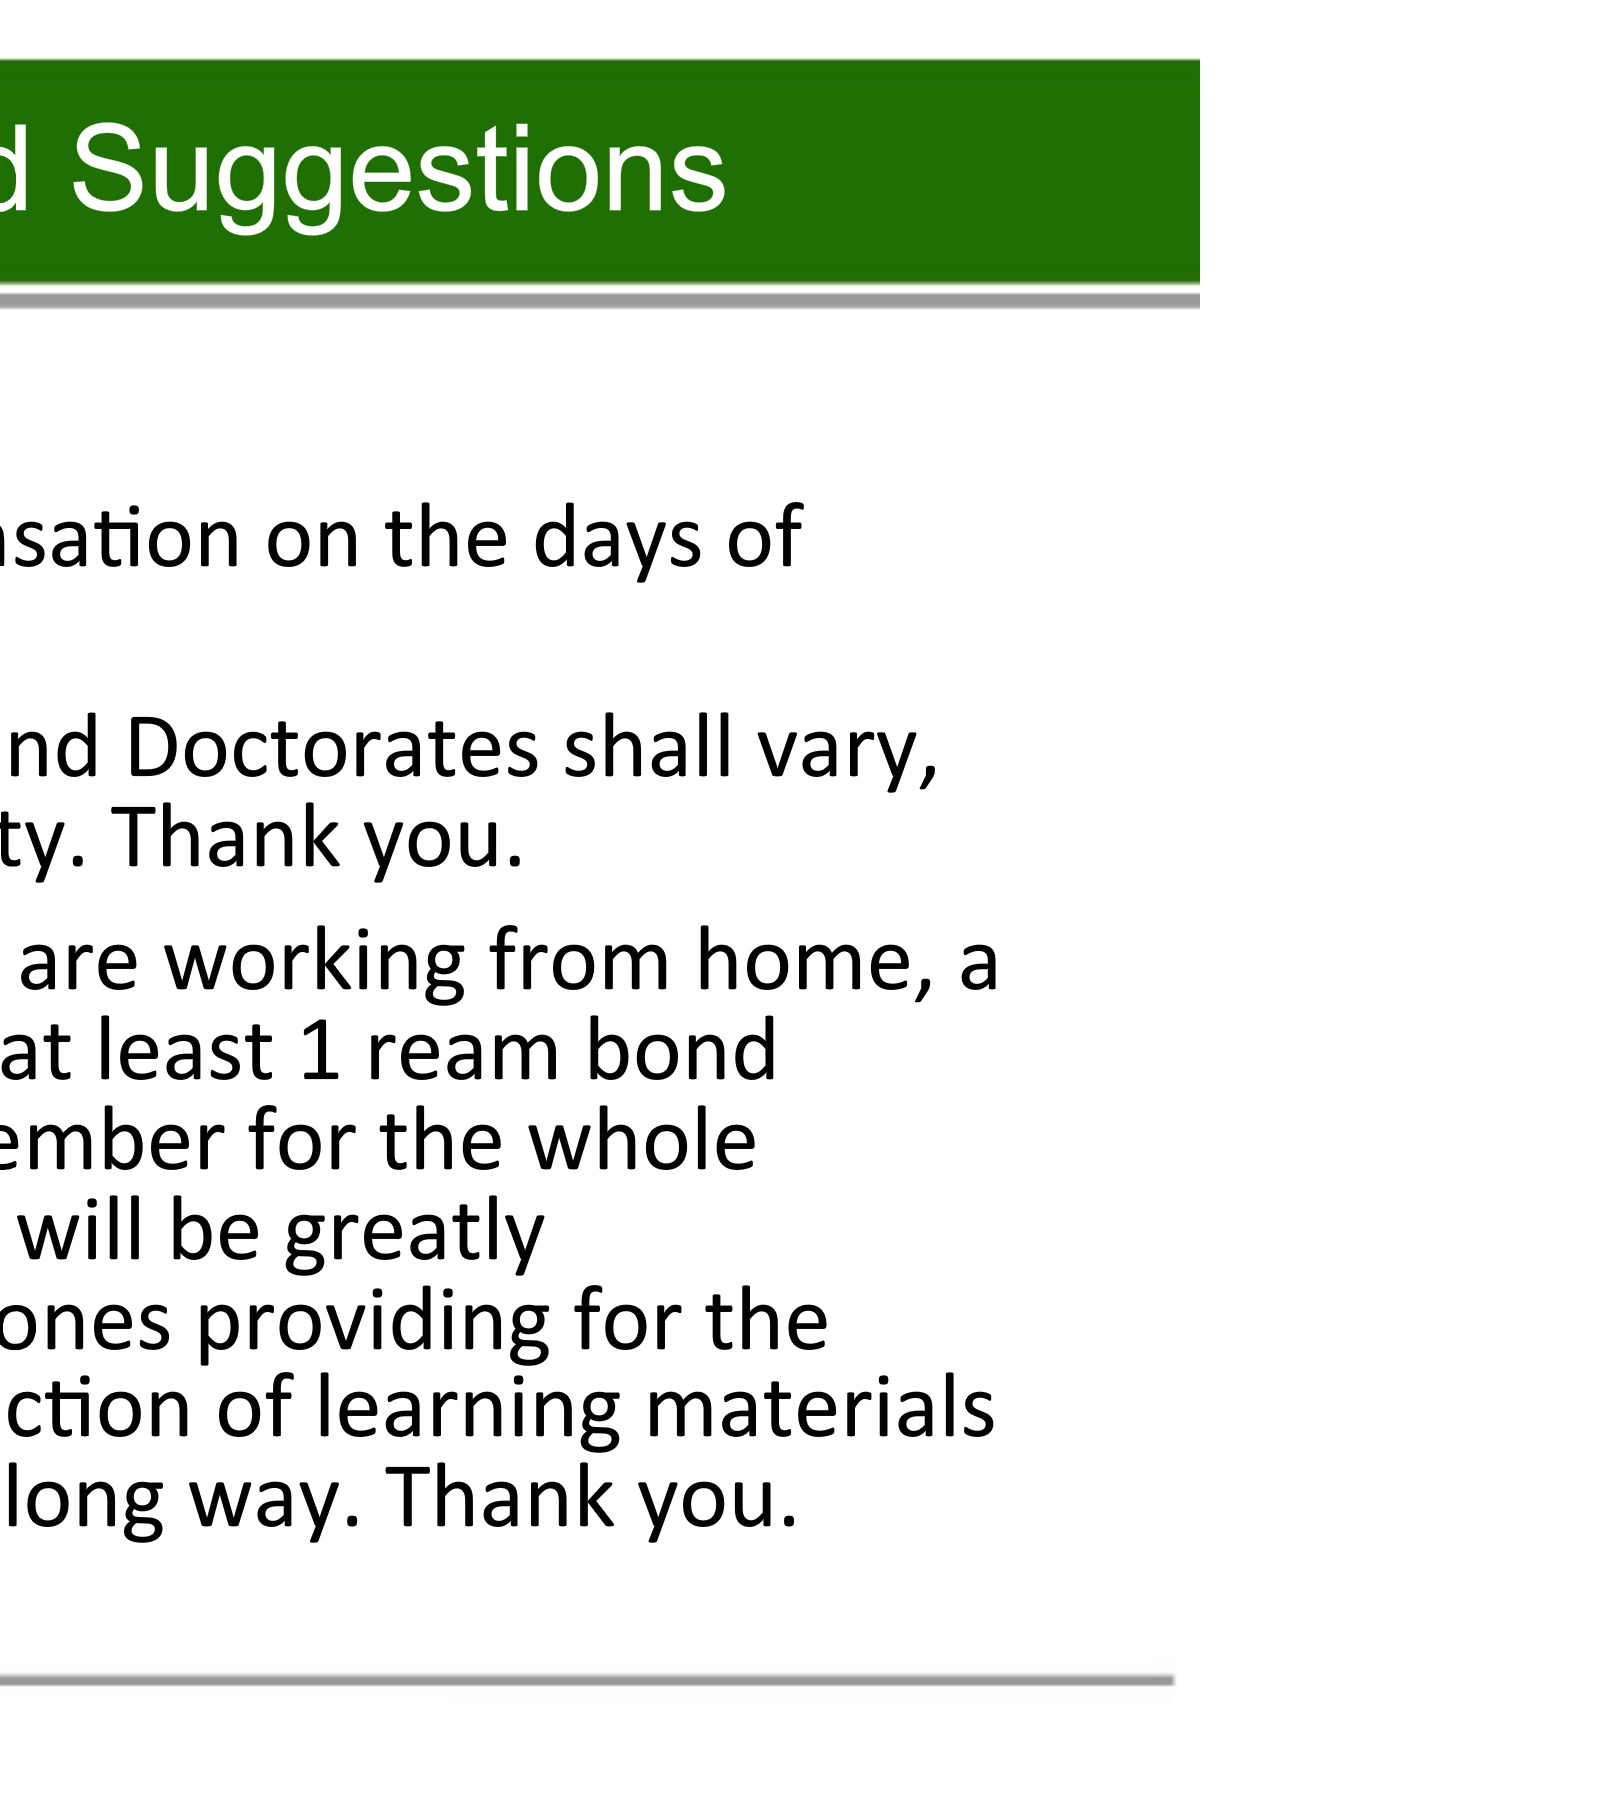 d Suggestions
nsation on the days of
nd Doctorates shall vary,
ty. Thank you.
are working from home, a
at least 1 ream bond
ember for the whole
will be greatly
ones providing for the
ction of learning materials
long way. Thank you.